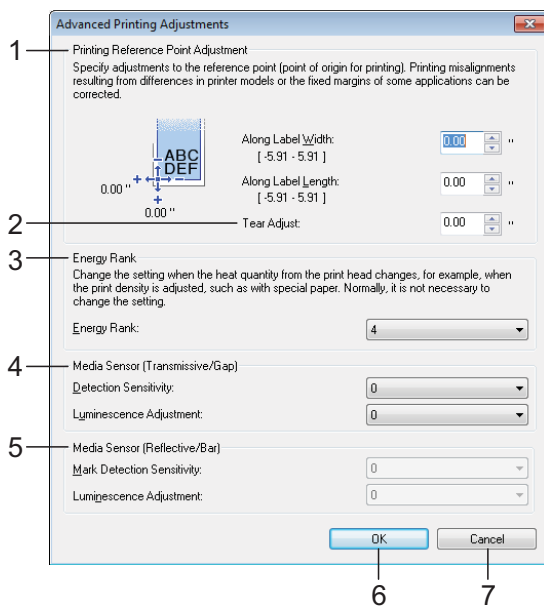 Advanced Printing Adjustments
1
Printing Reference Point Adjustment
Specify adjustments to the reference point (point of origin for printing). Printing misalignments
resulting from differences in printer models or the fixed margins of some applications can be
corrected.
ABC
DEF
0.00 "
0.00 "
Along Label Width:
0.00 "
[ -5.91 - 5.91 ]
Along Label Length:
0.00 "
[ -5.91 - 5.91 ]
2
Tear Adjust:
0.00 "
3
Energy Rank
Change the setting when the heat quantity from the print head changes, for example, when
the print density is adjusted, such as with special paper. Normally, it is not necessary to
change the setting.
Energy Rank:
4
4
Media Sensor (Transmissive/Gap)
Detection Sensitivity:
0
Luminescence Adjustment:
0
5
Media Sensor (Reflective/Bar)
Mark Detection Sensitivity:
0
Luminescence Adjustment:
0
OK
Cancel
6
7